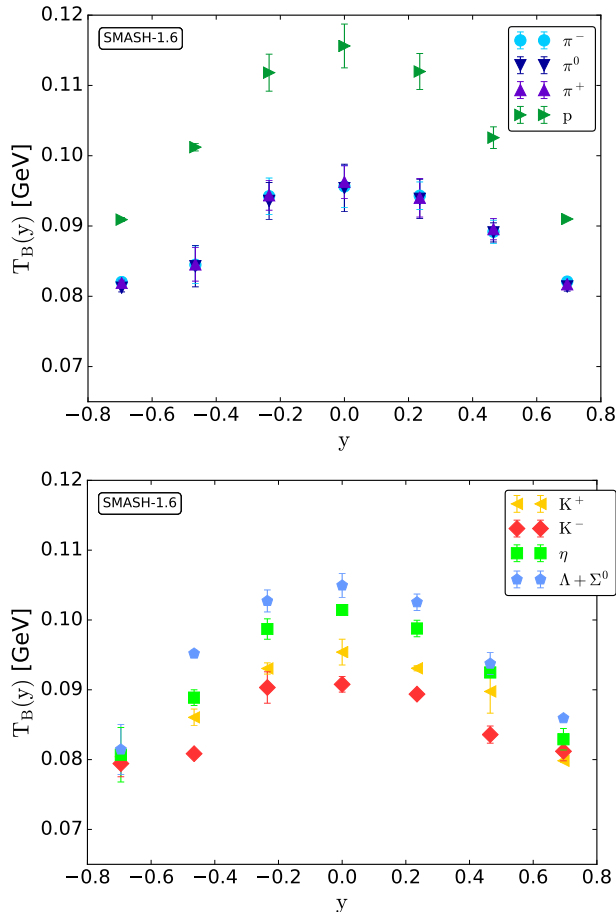 0.12
SMASH-1.6
π⁻
π⁰
π⁺
p
0.11
0.10
0.09
0.08
0.07
T_B(y) [GeV]
−0.8 −0.6 −0.4 −0.2 0.0 0.2 0.4 0.6 0.8
y
0.12
SMASH-1.6
K⁺
K⁻
η
Λ + Σ⁰
0.11
0.10
0.09
0.08
0.07
T_B(y) [GeV]
−0.8 −0.6 −0.4 −0.2 0.0 0.2 0.4 0.6 0.8
y